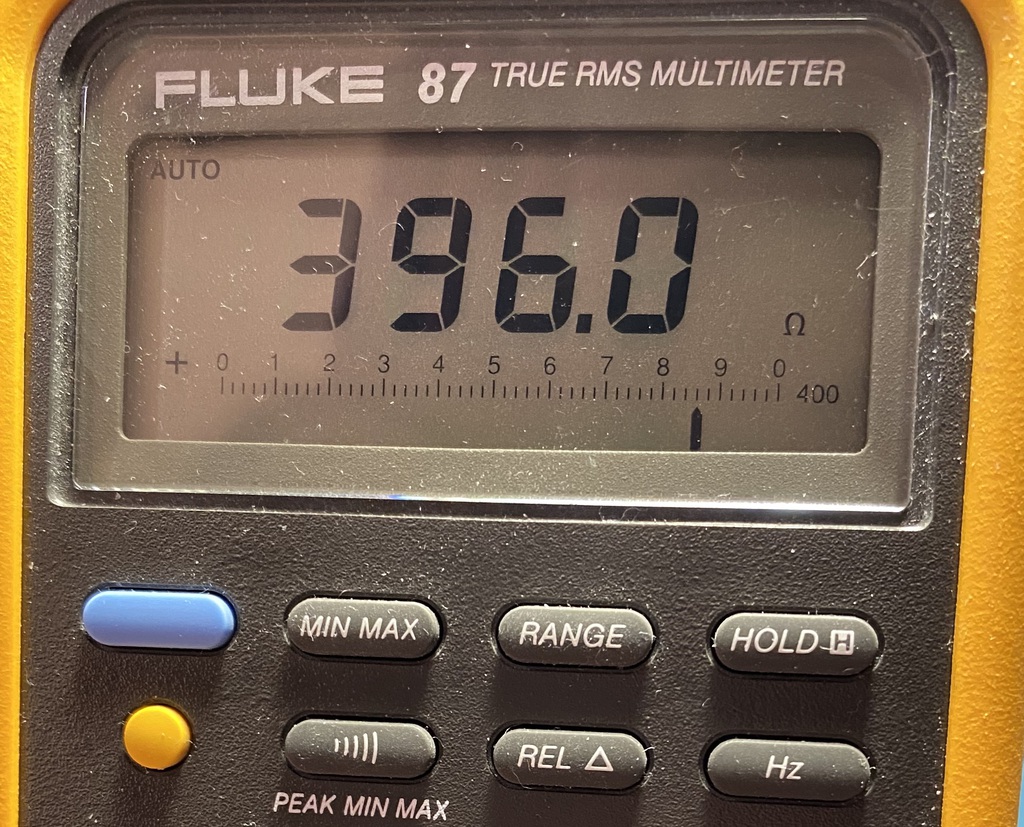 FLUKE 87 TRUE RMS MULTIMETER
AUTO
396.0 Ω
+ 0 1 2 3 4 5 6 7 8 9 0
400
MIN MAX RANGE HOLD H
REL △ Hz
PEAK MIN MAX